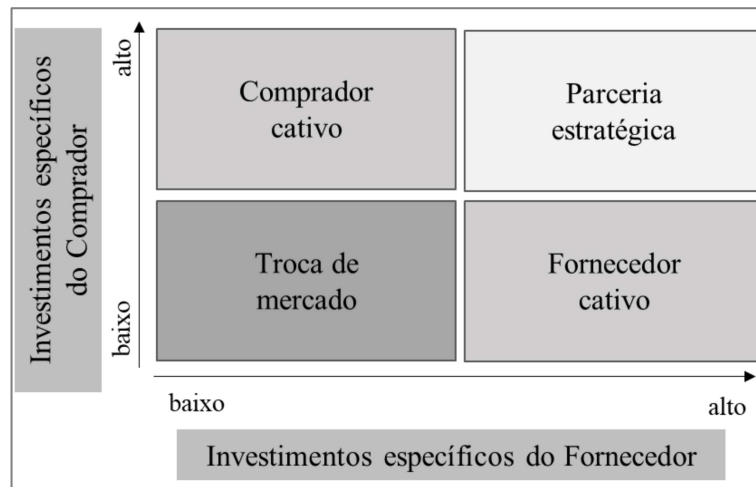 Investimentos específicos
do Comprador
alto
baixo
Comprador
cativo
Parceria
estratégica
Troca de
mercado
Fornecedor
cativo
baixo
alto
Investimentos específicos do Fornecedor